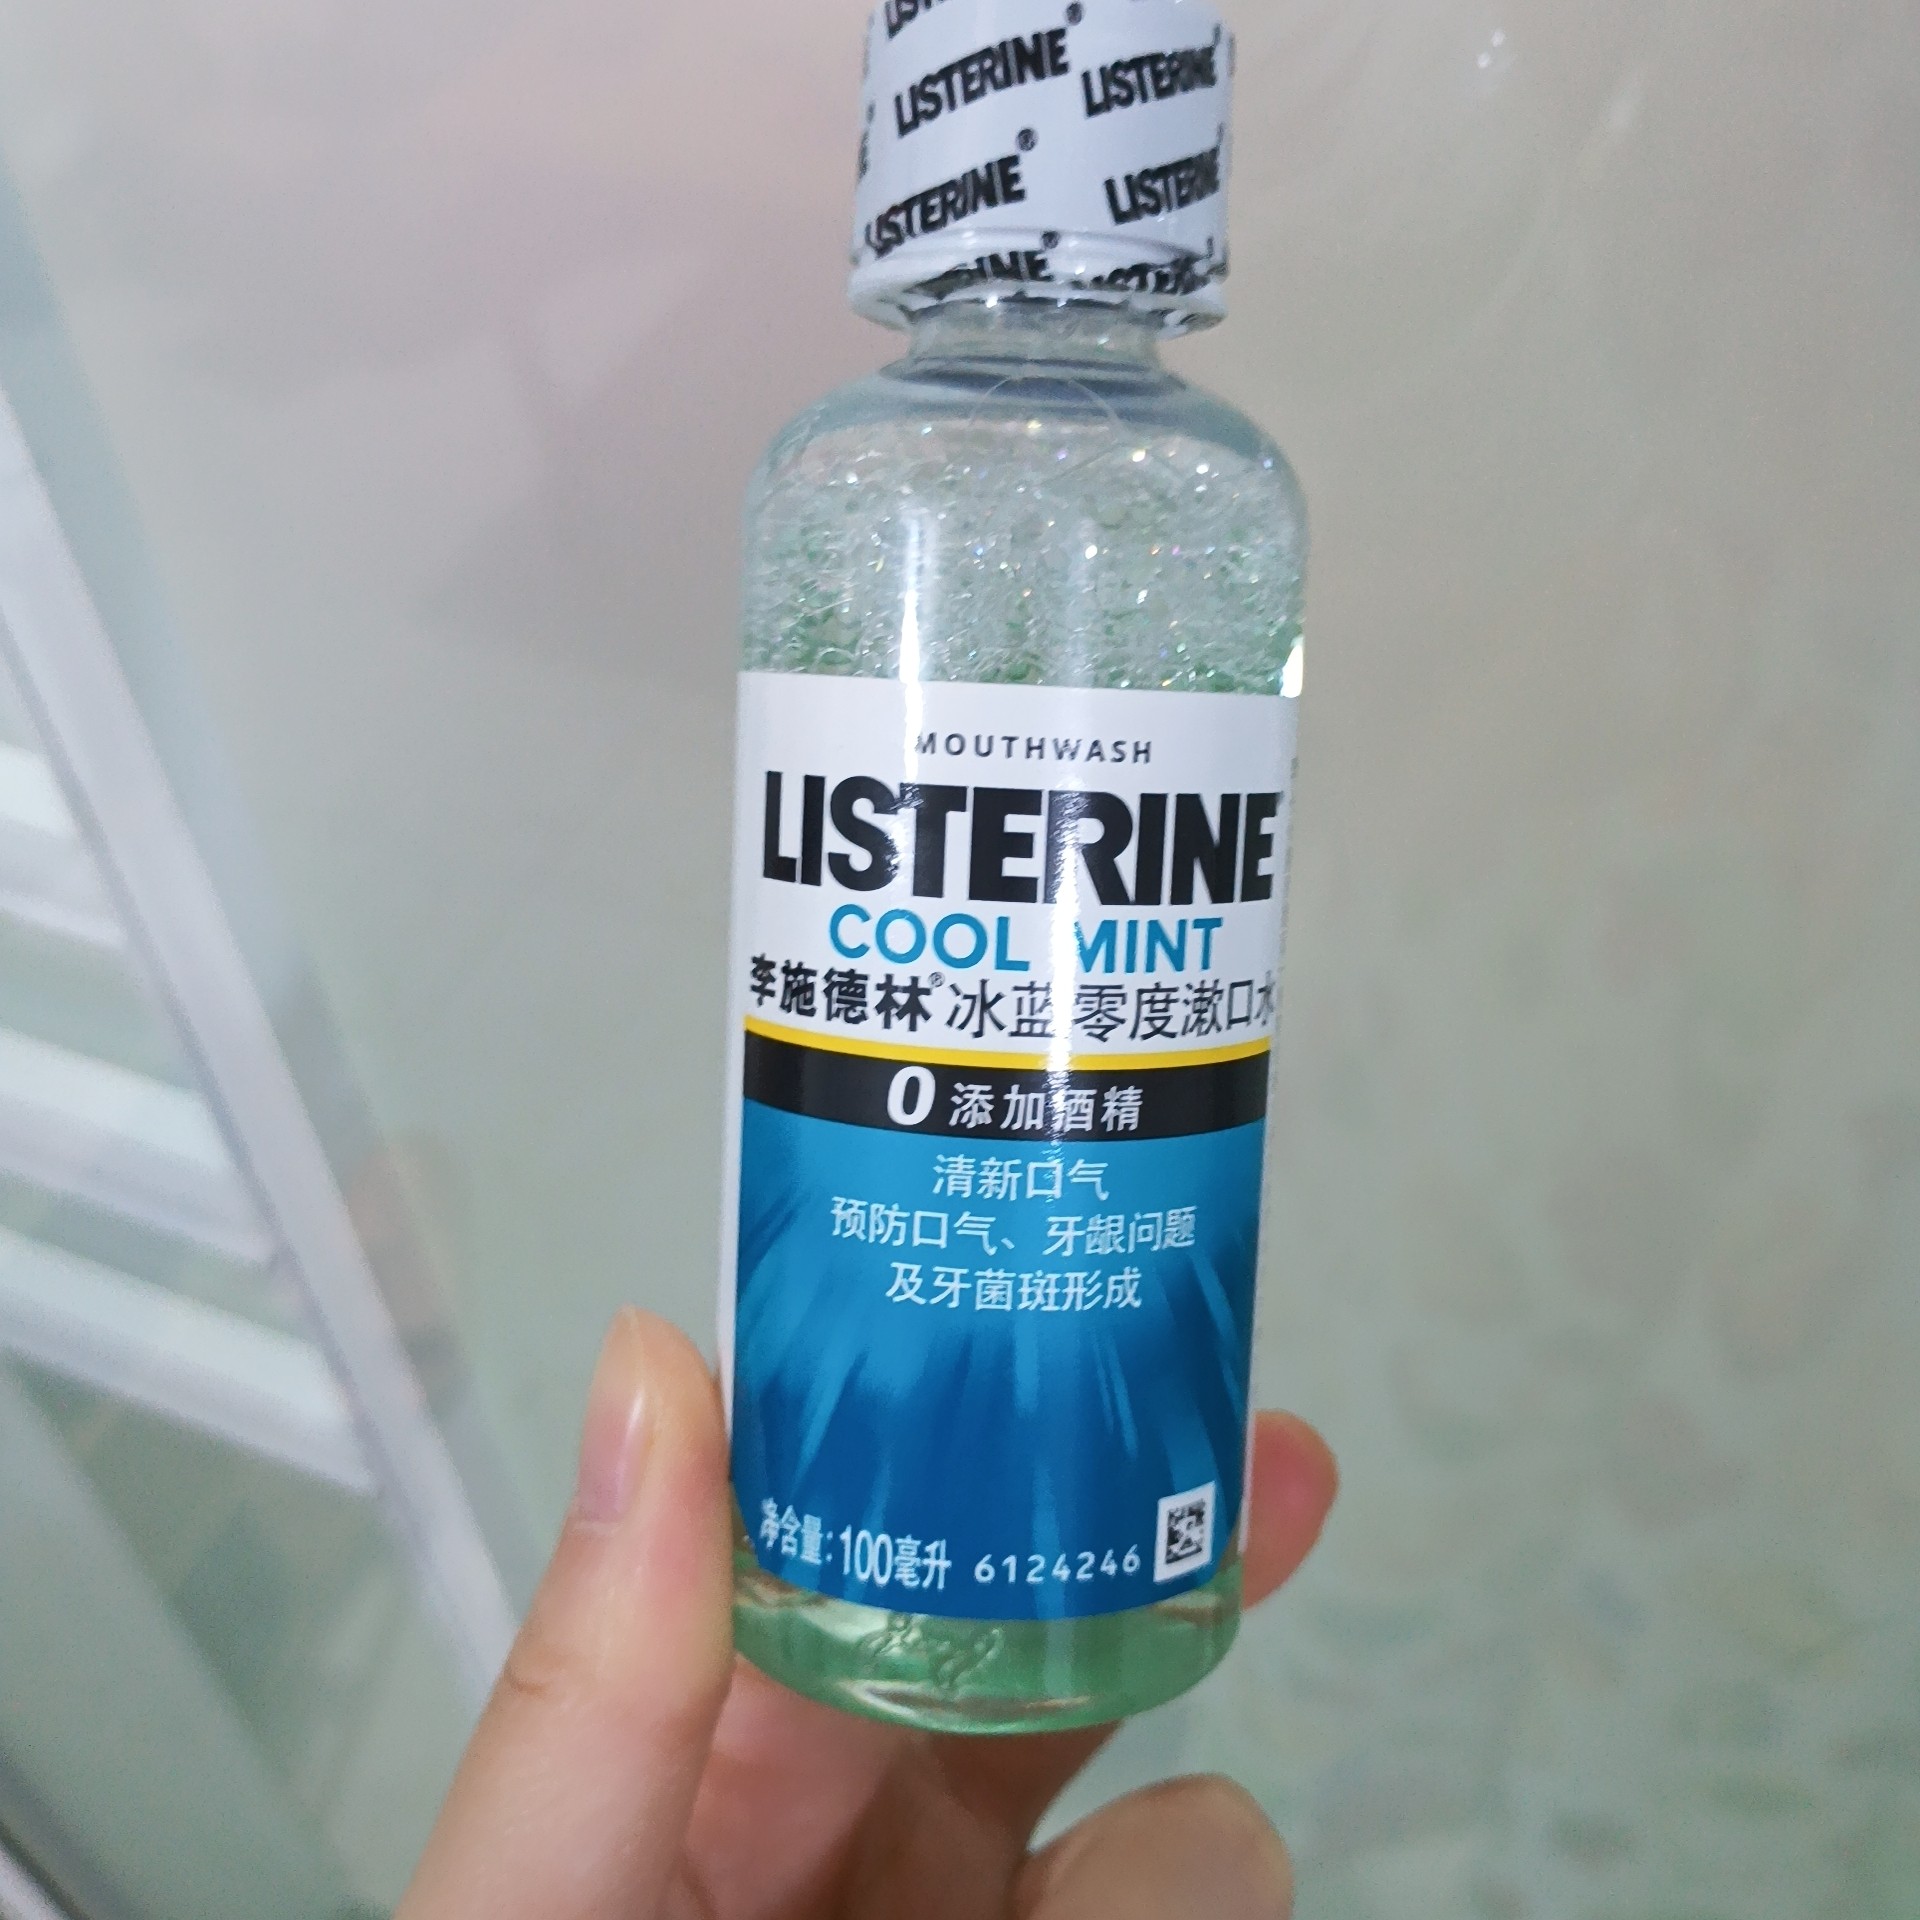 LISTERINE®
LISTERINE®
LISTERINE®
LISTERINE
MOUTHWASH
LISTERINE
COOL MINT
李施德林®冰蓝零度漱口水
0 添加酒精
清新口气
预防口气、牙龈问题
及牙菌斑形成
净含量:100毫升 6124246